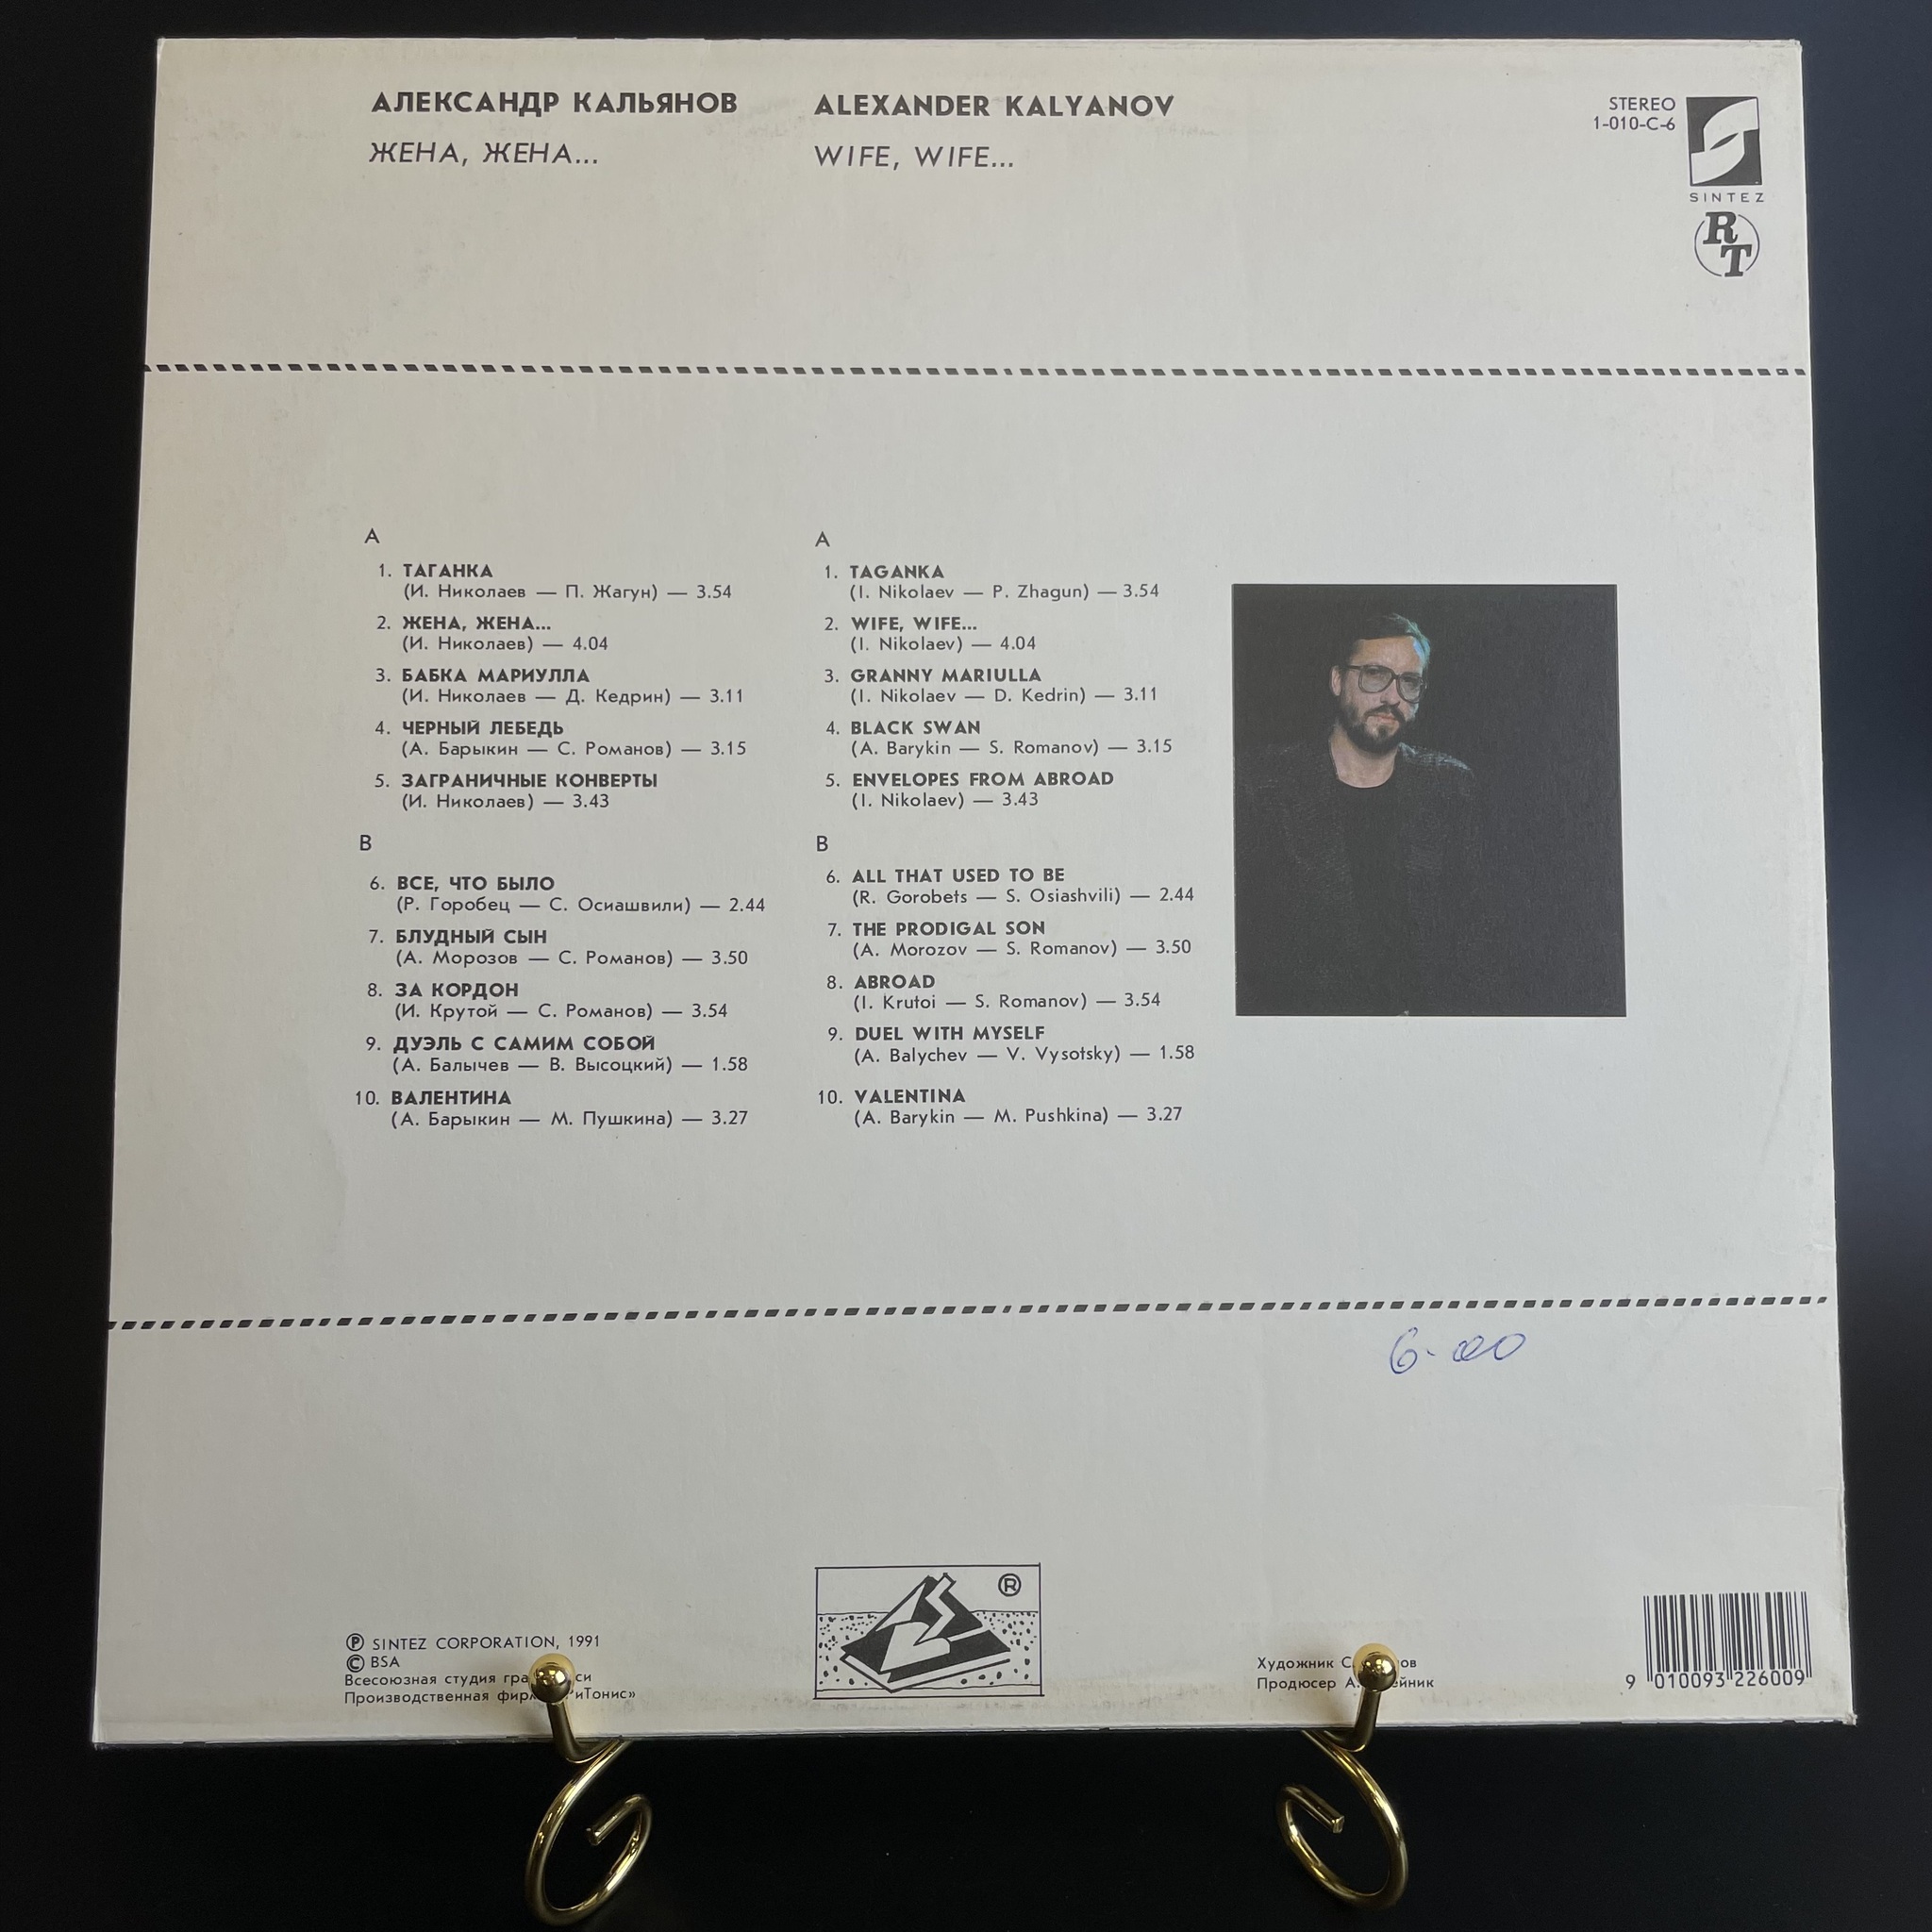 АЛЕКСАНДР КАЛЬЯНОВ
ЖЕНА, ЖЕНА...
ALEXANDER KALYANOV
WIFE, WIFE...
STEREO
1-010-C-6
SINTEZ
RT
A
1. ТАГАНКА
(И. Николаев — П. Жагун) — 3.54
2. ЖЕНА, ЖЕНА...
(И. Николаев) — 4.04
3. БАБКА МАРИУЛЛА
(И. Николаев — Д. Кедрин) — 3.11
4. ЧЕРНЫЙ ЛЕБЕДЬ
(А. Барыкин — С. Романов) — 3.15
5. ЗАГРАНИЧНЫЕ КОНВЕРТЫ
(И. Николаев) — 3.43
B
6. ВСЕ, ЧТО БЫЛО
(Р. Горобец — С. Осиашвили) — 2.44
7. БЛУДНЫЙ СЫН
(А. Морозов — С. Романов) — 3.50
8. ЗА КОРДОН
(И. Крутой — С. Романов) — 3.54
9. ДУЭЛЬ С САМИМ СОБОЙ
(А. Балычев — В. Высоцкий) — 1.58
10. ВАЛЕНТИНА
(А. Барыкин — М. Пушкина) — 3.27
A
1. TAGANKA
(I. Nikolaev — P. Zhagun) — 3.54
2. WIFE, WIFE...
(I. Nikolaev) — 4.04
3. GRANNY MARIULLA
(I. Nikolaev — D. Kedrin) — 3.11
4. BLACK SWAN
(A. Barykin — S. Romanov) — 3.15
5. ENVELOPES FROM ABROAD
(I. Nikolaev) — 3.43
B
6. ALL THAT USED TO BE
(R. Gorobets — S. Osiashvili) — 2.44
7. THE PRODIGAL SON
(A. Morozov — S. Romanov) — 3.50
8. ABROAD
(I. Krutoi — S. Romanov) — 3.54
9. DUEL WITH MYSELF
(A. Balychev — V. Vysotsky) — 1.58
10. VALENTINA
(A. Barykin — M. Pushkina) — 3.27
6-00
Ⓟ SINTEZ CORPORATION, 1991
© BSA
Всесоюзная студия
Производственная
®
Художник
Продюсер
9 010093 226009